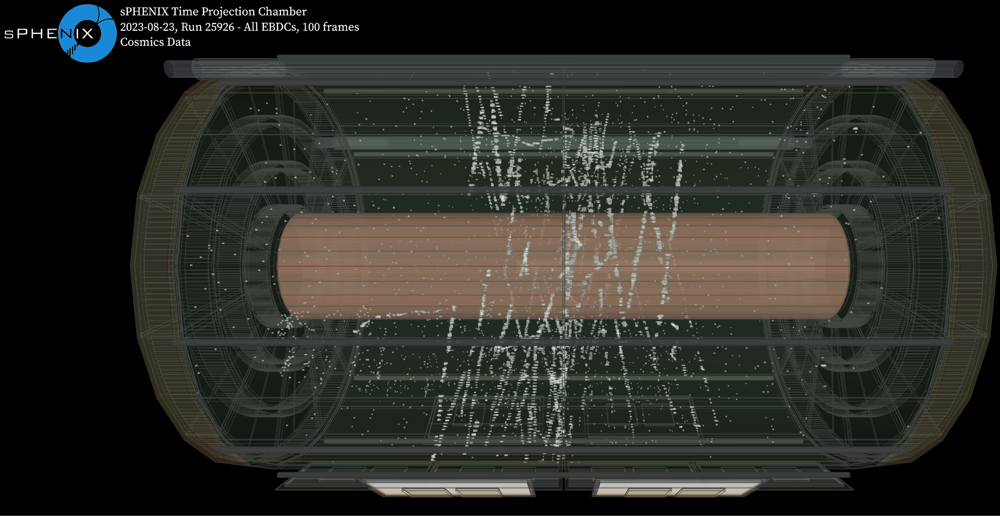 sPHENIX
sPHENIX Time Projection Chamber
2023-08-23, Run 25926 - All EBDCs, 100 frames
Cosmics Data